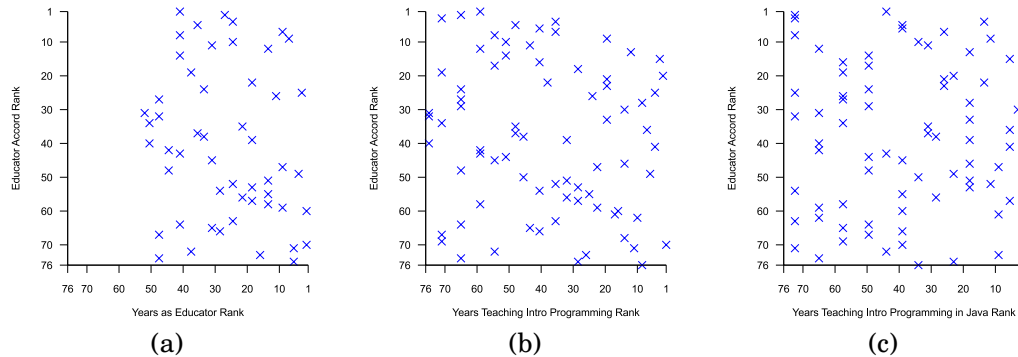 1
10
20
30
40
50
60
70
76
Educator Accord Rank
76 70 60 50 40 30 20 10 1
Years as Educator Rank
(a)
1
10
20
30
40
50
60
70
76
Educator Accord Rank
76 70 60 50 40 30 20 10 1
Years Teaching Intro Programming Rank
(b)
1
10
20
30
40
50
60
70
76
Educator Accord Rank
76 70 60 50 40 30 20 10
Years Teaching Intro Programming in Java Rank
(c)